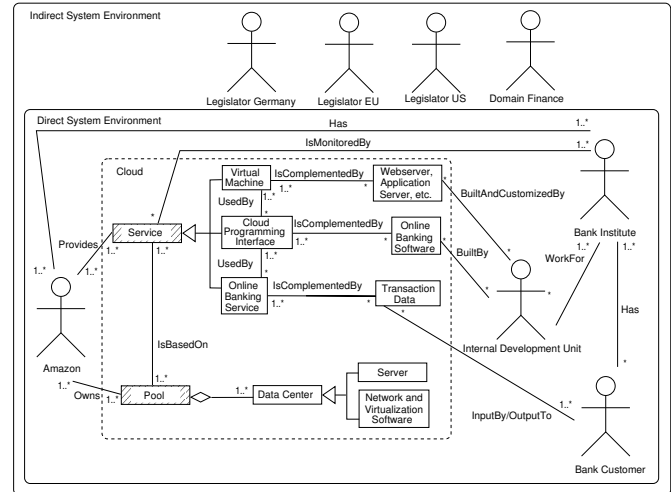 Indirect System Environment
Legislator Germany
Legislator EU
Legislator US
Domain Finance
Direct System Environment
Has
1..*
IsMonitoredBy
1..*
Cloud
Virtual
Machine
IsComplementedBy
1..*
*
Webserver,
Application
Server, etc.
1..*
UsedBy
BuiltAndCustomizedBy
*
*
Bank Institute
*
Service
1..*
Provides
1..*
1..*
1..*
Cloud
Programming
Interface
IsComplementedBy
1..*
*
Online
Banking
Software
*
BuiltBy
*
WorkFor
1..*
1..*
1..*
UsedBy
1..*
Online
Banking
Service
IsComplementedBy
1..*
*
Transaction
Data
*
*
*
Internal Development Unit
Has
*
Amazon
IsBasedOn
1..*
1..*
Owns
1..*
Pool
1..*
Data Center
Server
Network and
Virtualization
Software
InputBy/OutputTo
1..*
Bank Customer